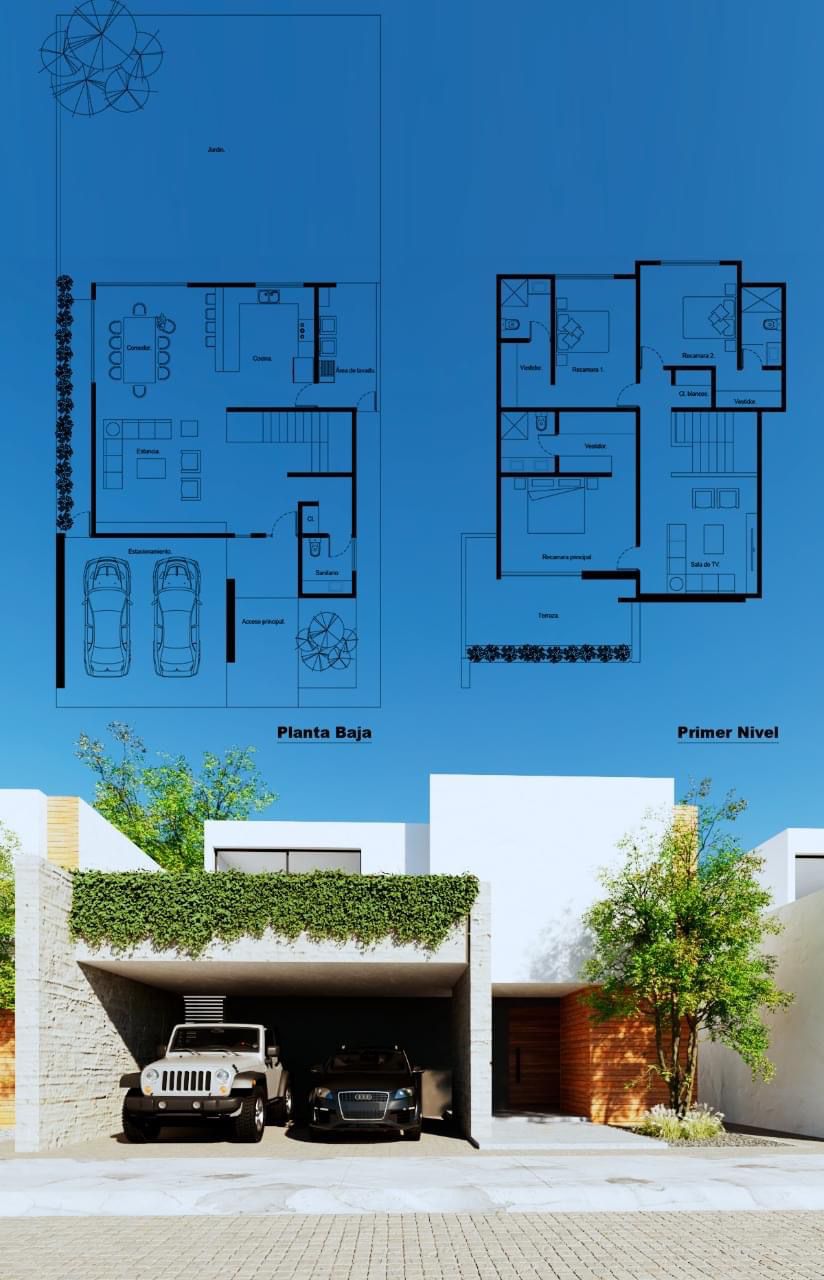 Jardín.
Comedor.
Cocina.
Área de lavado.
Estancia.
Cl.
Sanitario
Estacionamiento.
Acceso principal.
Planta Baja
Vestidor.
Recamara 1.
Recamara 2.
Cl. blancos.
Vestidor.
Vestidor.
Recamara principal
Sala de TV.
Terraza.
Primer Nivel